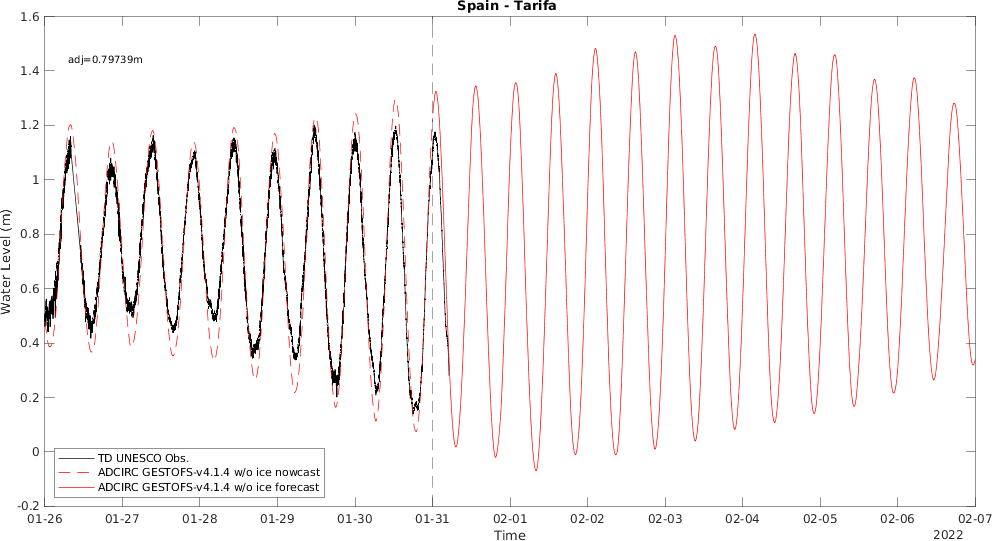 Spain - Tarifa
1.6
1.4
1.2
1
0.8
0.6
0.4
0.2
0
-0.2
Water Level (m)
adj=0.79739m
TD UNESCO Obs.
ADCIRC GESTOFS-v4.1.4 w/o ice nowcast
ADCIRC GESTOFS-v4.1.4 w/o ice forecast
01-26 01-27 01-28 01-29 01-30 01-31 02-01 02-02 02-03 02-04 02-05 02-06 02-07
Time
2022